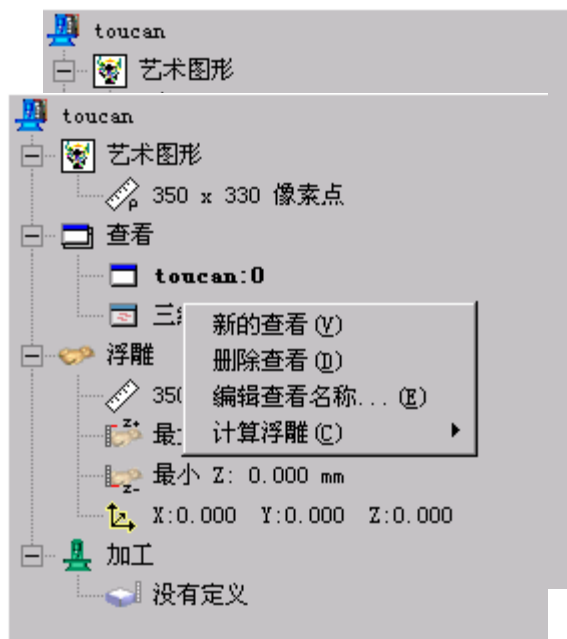 toucan
艺术图形
toucan
艺术图形
350 x 330 像素点
查看
toucan:0
新的查看(V)
删除查看(D)
浮雕
350
编辑查看名称...(E)
计算浮雕(C)
最小 Z: 0.000 mm
X:0.000 Y:0.000 Z:0.000
加工
没有定义